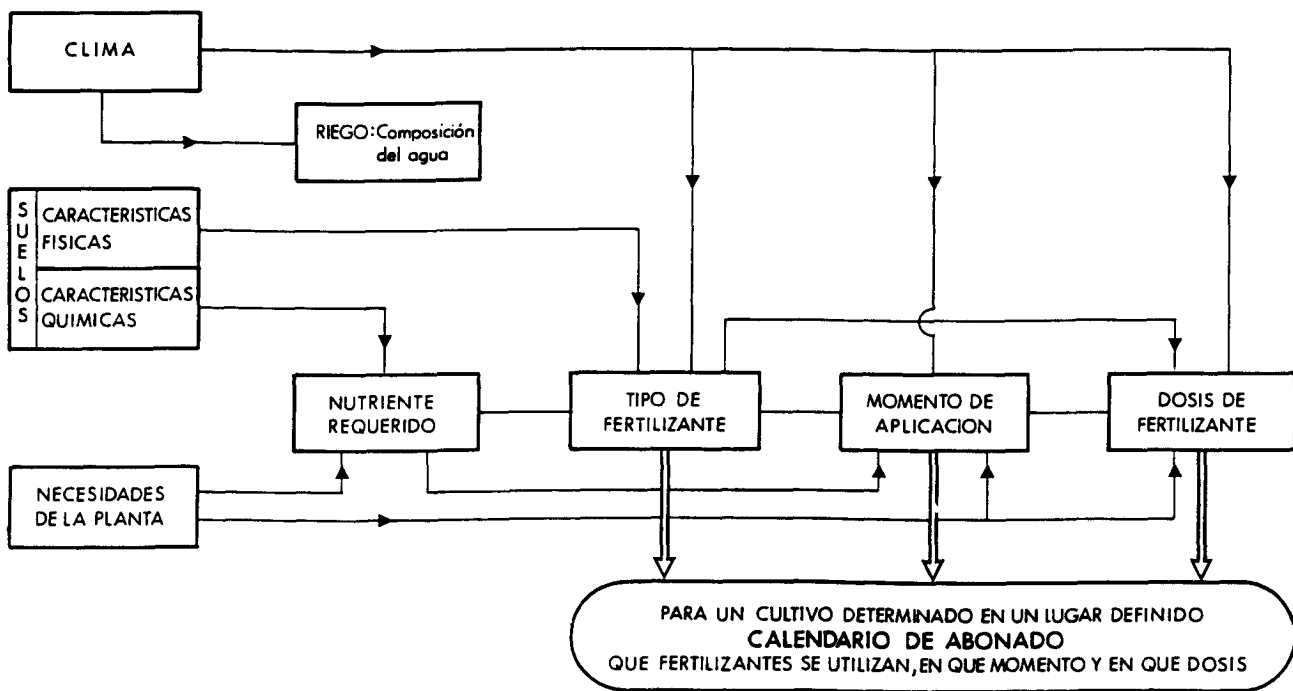 CLIMA
RIEGO: Composición
del agua
SUELOS
CARACTERISTICAS
FISICAS
CARACTERISTICAS
QUIMICAS
NUTRIENTE
REQUERIDO
TIPO DE
FERTILIZANTE
MOMENTO DE
APLICACION
DOSIS DE
FERTILIZANTE
NECESIDADES
DE LA PLANTA
PARA UN CULTIVO DETERMINADO EN UN LUGAR DEFINIDO
CALENDARIO DE ABONADO
QUE FERTILIZANTES SE UTILIZAN, EN QUE MOMENTO Y EN QUE DOSIS